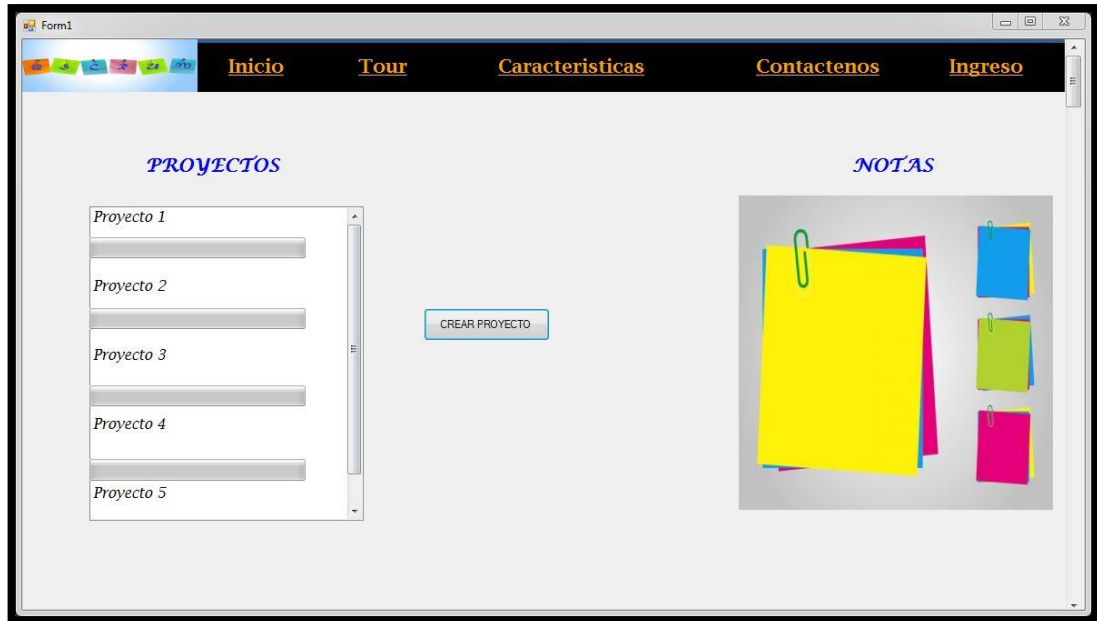 Form1
Inicio Tour Caracteristicas Contactenos Ingreso
PROYECTOS
NOTAS
Proyecto 1
Proyecto 2
CREAR PROYECTO
Proyecto 3
Proyecto 4
Proyecto 5